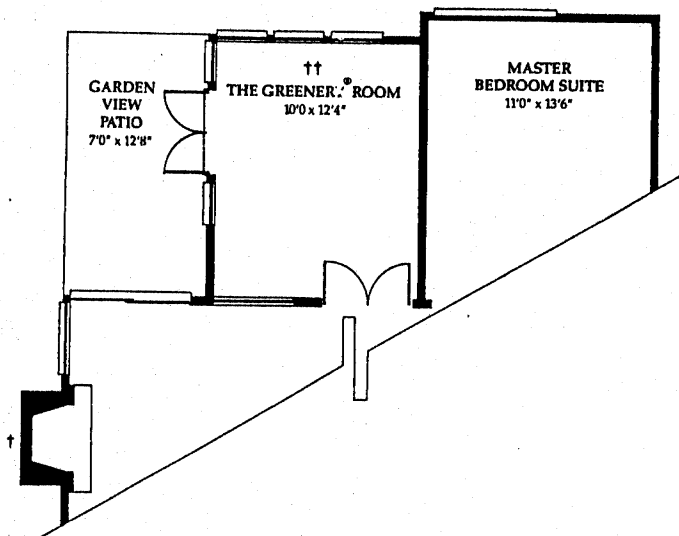 GARDEN
VIEW
PATIO
7'0" x 12'8"
††
THE GREENERY® ROOM
10'0 x 12'4"
MASTER
BEDROOM SUITE
11'0" x 13'6"
†